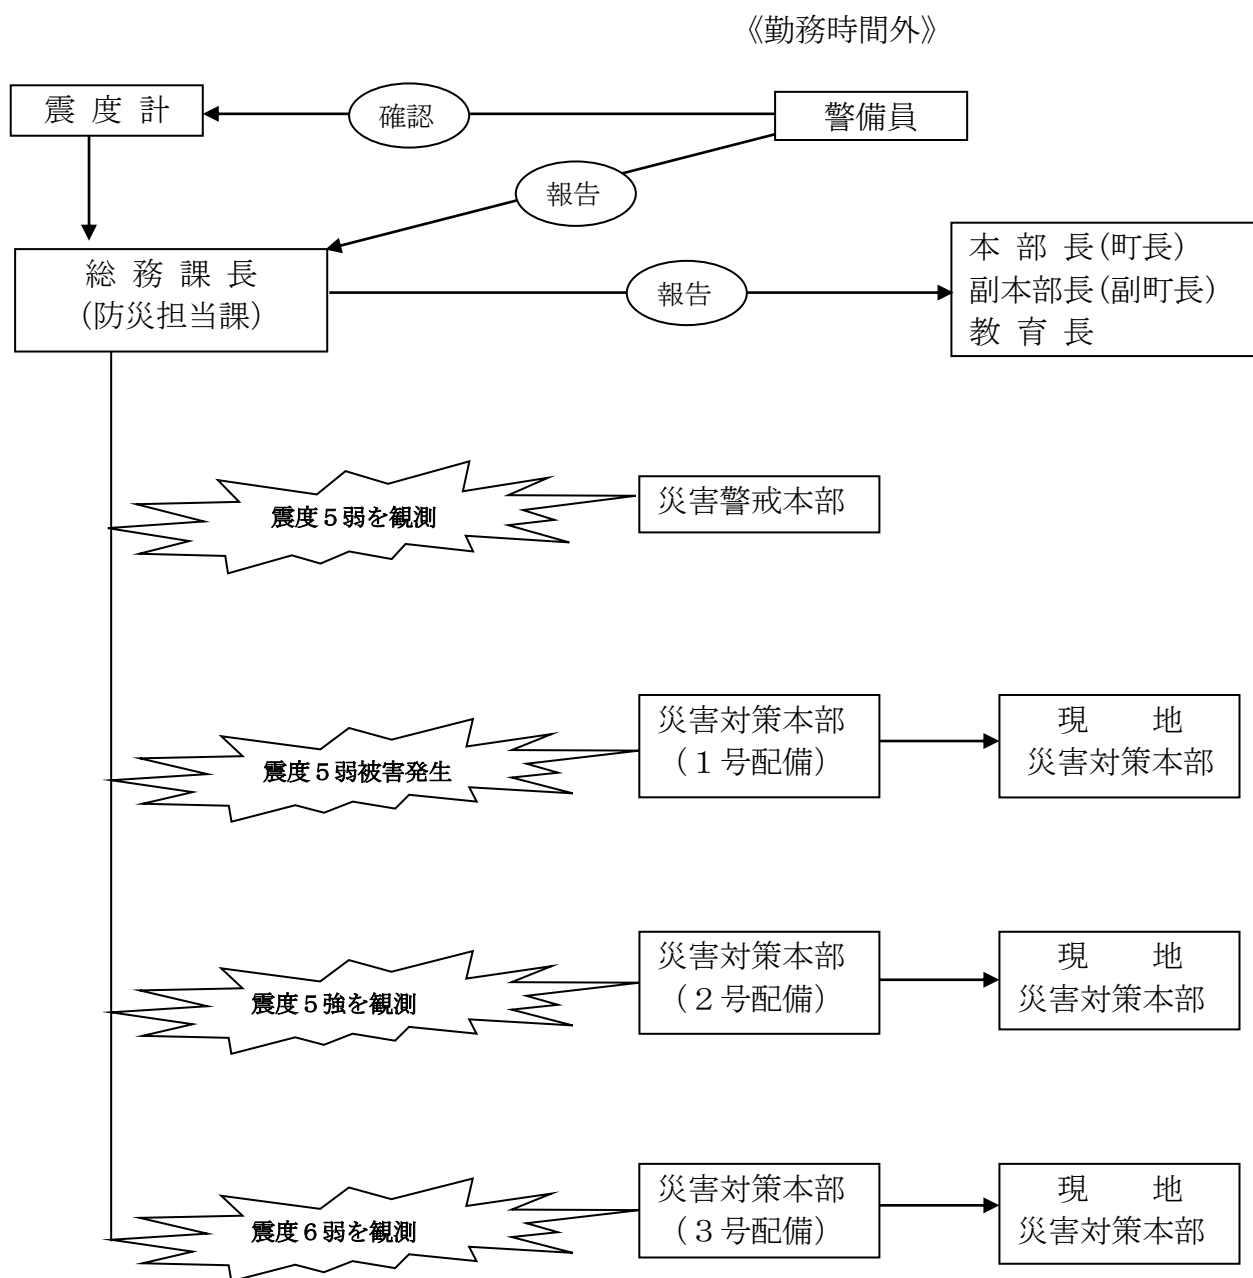 《勤務時間外》
震 度 計
確認
警備員
報告
総 務 課 長
(防災担当課)
報告
本 部 長(町長)
副本部長(副町長)
教 育 長
震度５弱を観測
災害警戒本部
震度５弱被害発生
災害対策本部
（１号配備）
現　　地
災害対策本部
震度５強を観測
災害対策本部
（２号配備）
現　　地
災害対策本部
震度６弱を観測
災害対策本部
（３号配備）
現　　地
災害対策本部